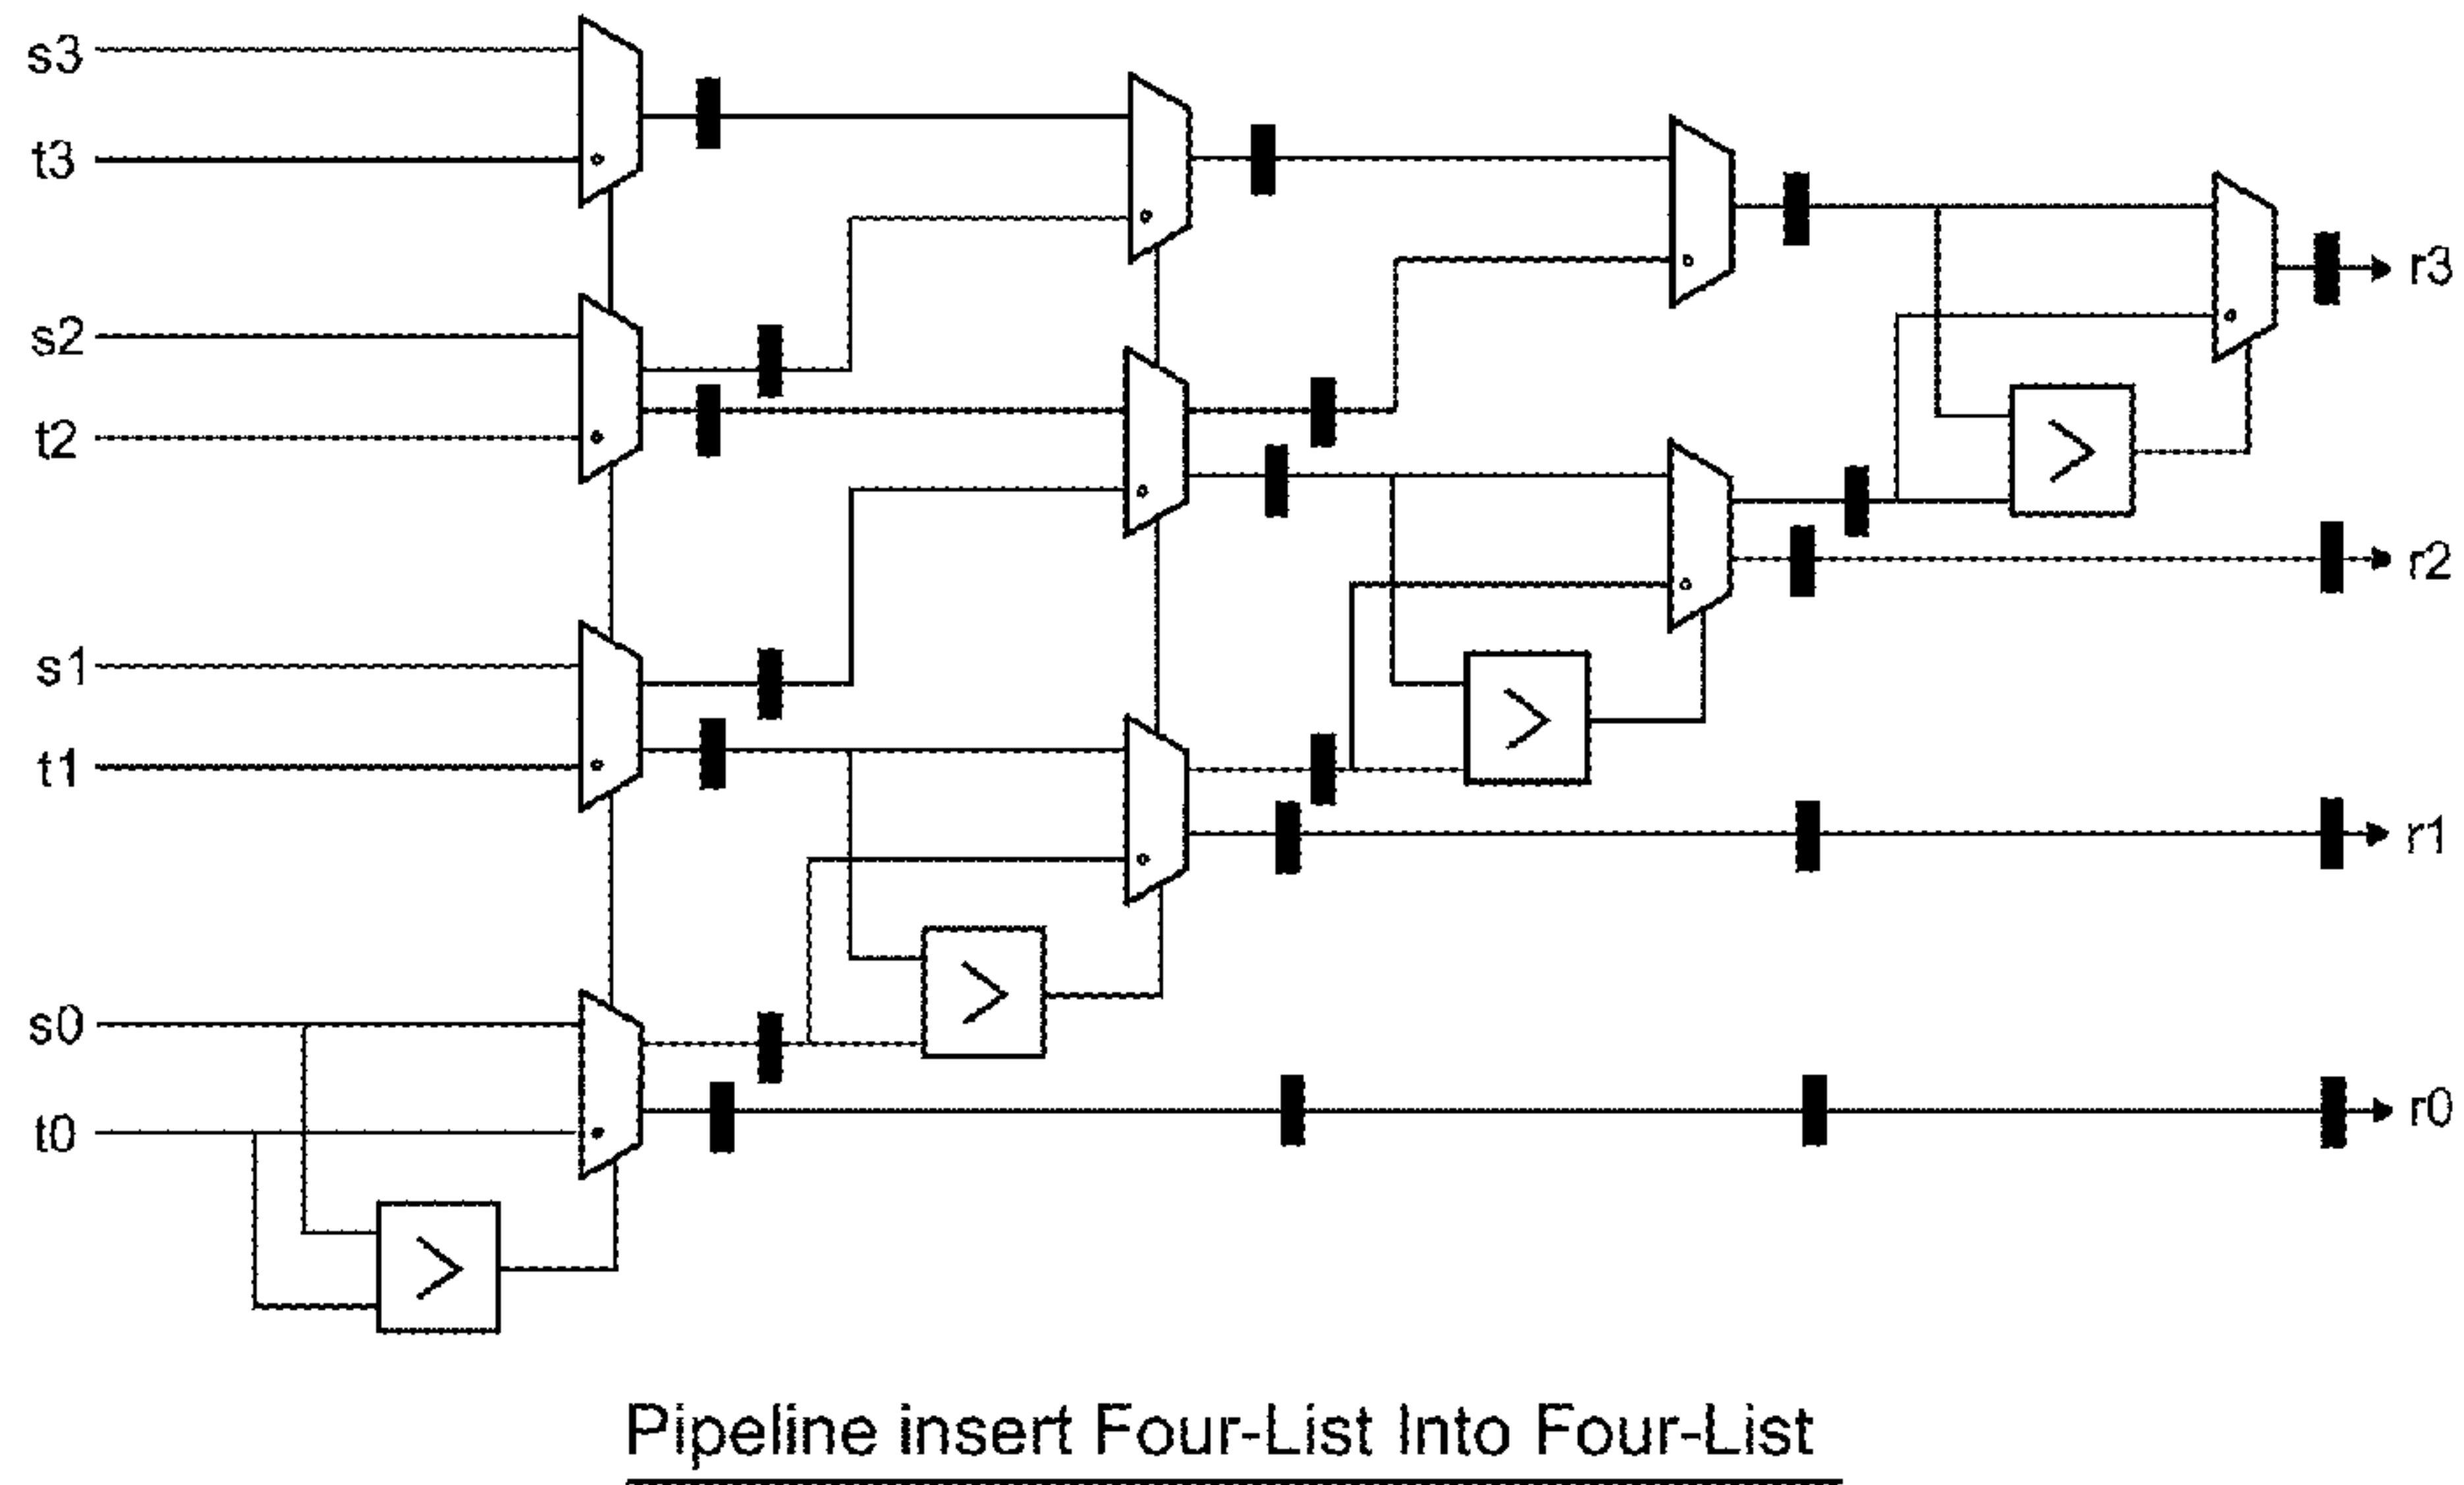 s3
t3
r3
s2
t2
>
r2
s1
t1
>
r1
>
s0
t0
r0
>
Pipeline insert Four-List Into Four-List